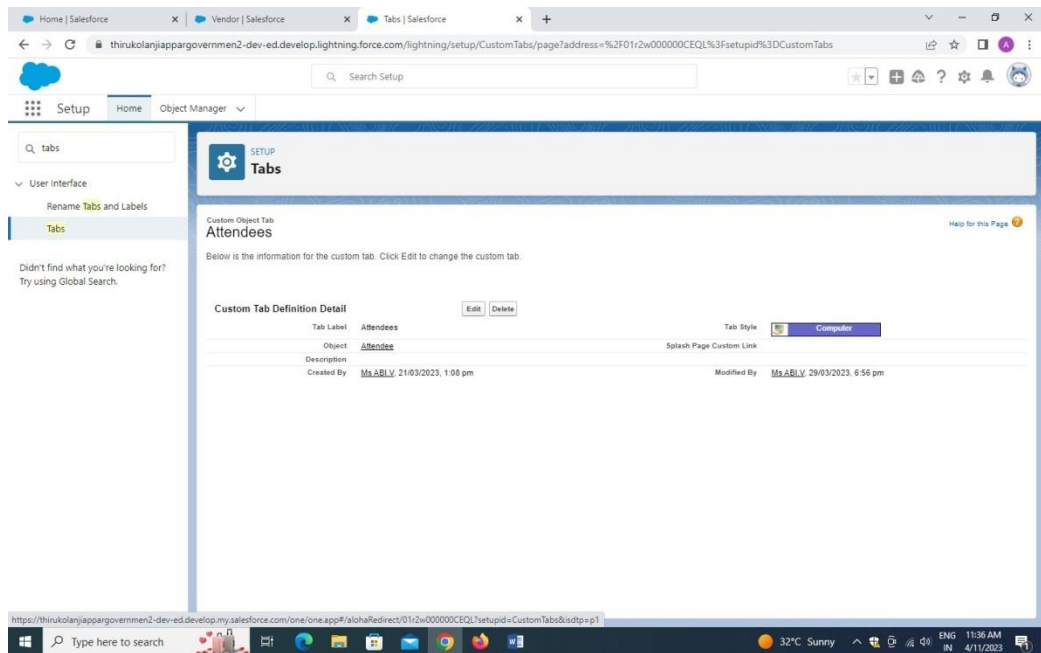 Home | Salesforce
Vendor | Salesforce
Tabs | Salesforce
thirukolanjiappargovernmen2-dev-ed.develop.lightning.force.com/lightning/setup/CustomTabs/page?address=%2F01r2w000000CEQL%3Fsetupid%3DCustomTabs
A
Search Setup
Setup
Home
Object Manager
tabs
User Interface
Rename Tabs and Labels
Tabs
Didn't find what you're looking for?
Try using Global Search.
SETUP
Tabs
Custom Object Tab
Attendees
Help for this Page
Below is the information for the custom tab. Click Edit to change the custom tab.
Custom Tab Definition Detail Edit Delete
Tab Label Attendees Tab Style Computer
Object Attendee Splash Page Custom Link
Description
Created By Ms ABI.V, 21/03/2023, 1:08 pm Modified By Ms ABI.V, 29/03/2023, 6:56 pm
https://thirukolanjiappargovernmen2-dev-ed.develop.my.salesforce.com/one/one.app#/alohaRedirect/01r2w000000CEQL?setupid=CustomTabs&isdtp=p1
Type here to search
32°C Sunny
ENG
IN
11:36 AM
4/11/2023